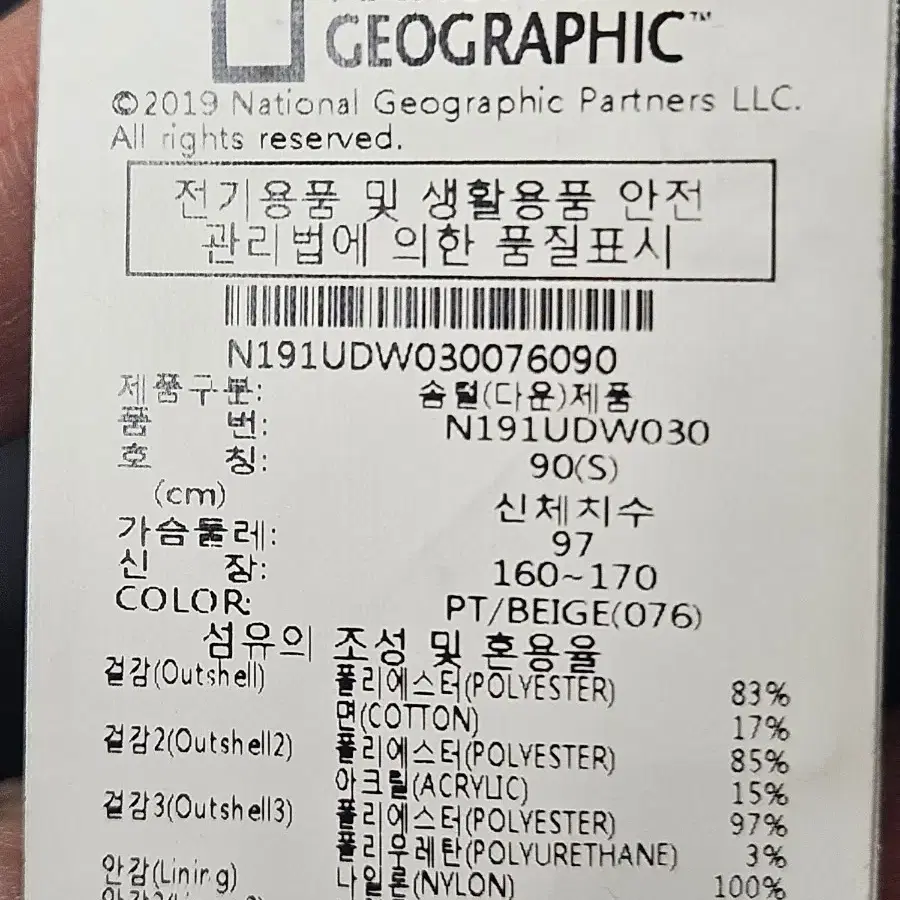 GEOGRAPHIC™
©2019 National Geographic Partners LLC.
All rights reserved.
전기용품 및 생활용품 안전
관리법에 의한 품질표시
N191UDW030076090
제품구분: 솜털(다운)제품
품 번: N191UDW030
호 칭: 90(S)
(cm) 신체치수
가슴둘레: 97
신 장: 160~170
COLOR: PT/BEIGE(076)
섬유의 조성 및 혼용율
겉감(Outshell) 폴리에스터(POLYESTER) 83%
면(COTTON) 17%
겉감2(Outshell2) 폴리에스터(POLYESTER) 85%
아크릴(ACRYLIC) 15%
겉감3(Outshell3) 폴리에스터(POLYESTER) 97%
폴리우레탄(POLYURETHANE) 3%
안감(Lining) 나일론(NYLON) 100%